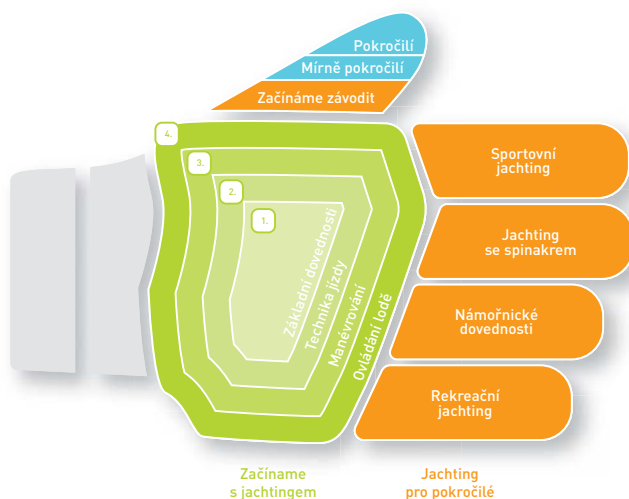 Pokročilí
Mírně pokročilí
Začínáme závodit
4.
3.
2.
1.
Základní dovednosti
Technika jízdy
Manévrování
Ovládání lodě
Sportovní
jachting
Jachting
se spinakrem
Námořnické
dovednosti
Rekreační
jachting
Začíname
s jachtingem
Jachting
pro pokročilé